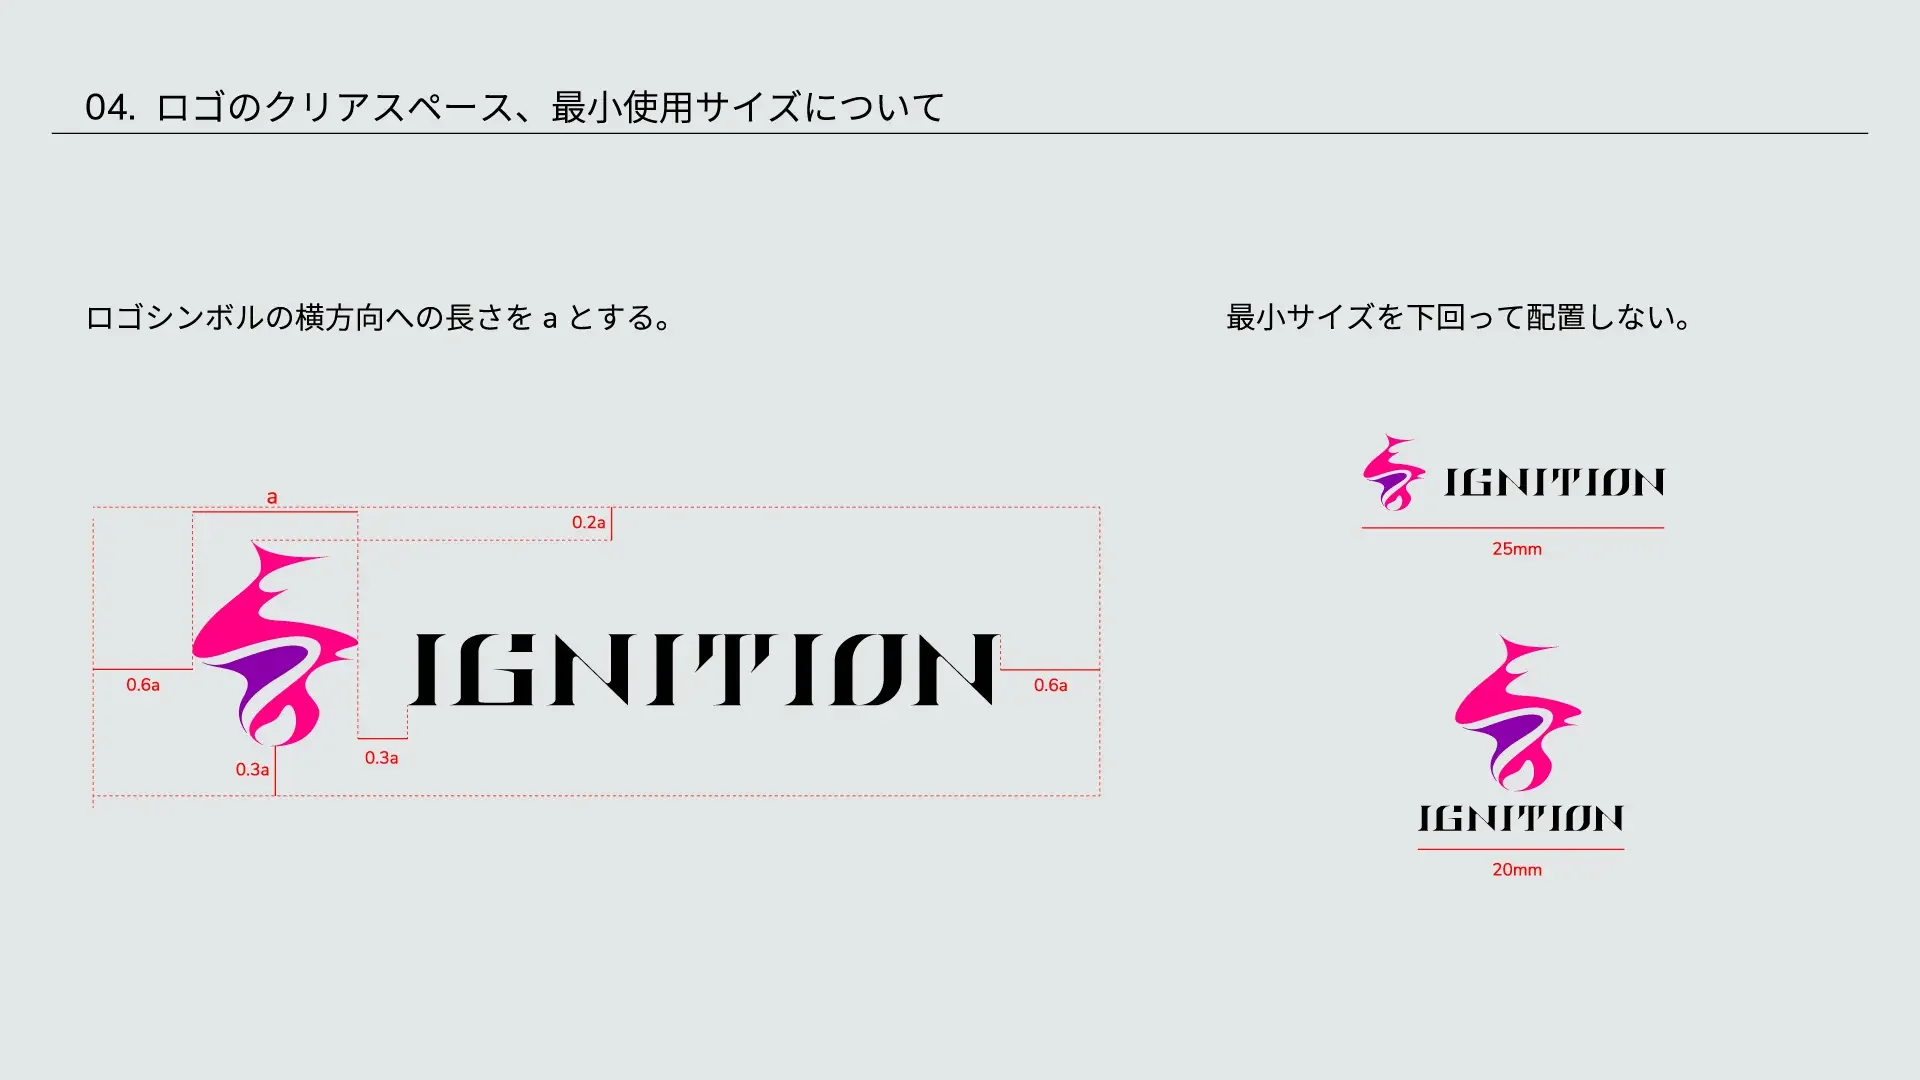 04. ロゴのクリアスペース、最小使用サイズについて
ロゴシンボルの横方向への長さを a とする。
a
0.2a
IGNITION
0.6a
0.6a
0.3a
0.3a
最小サイズを下回って配置しない。
IGNITION
25mm
IGNITION
20mm